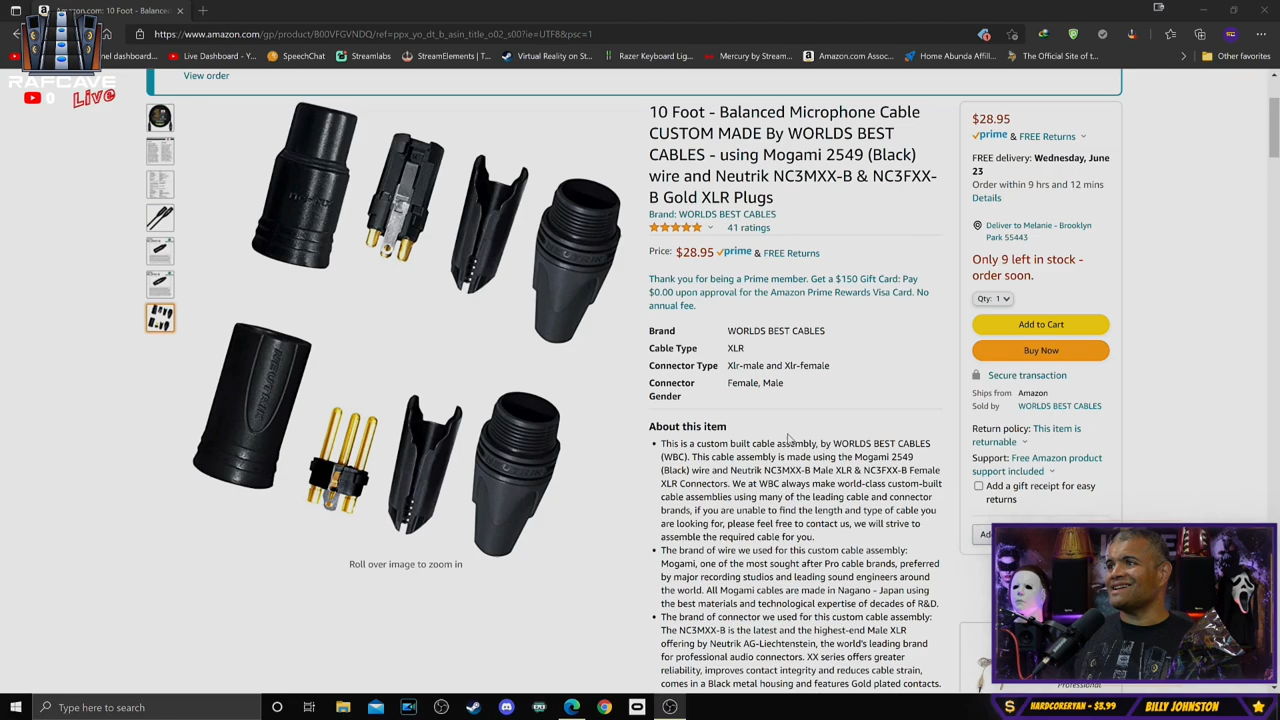 Amazon.com: 10 Foot - Balanced
https://www.amazon.com/gp/product/B00VFGVNDQ/ref=ppx_yo_dt_b_asin_title_o02_s00?ie=UTF8&psc=1
nnel dashboard...
Live Dashboard - Y...
SpeechChat
Streamlabs
StreamElements |...
Virtual Reality on St...
Razer Keyboard Lig...
Mercury by Stream...
Amazon.com Assoc...
Home Abunda Affil...
The Official Site of t...
Other favorites
RAFCAVE
0 Live
View order
10 Foot - Balanced Microphone Cable
CUSTOM MADE By WORLDS BEST
CABLES - using Mogami 2549 (Black)
wire and Neutrik NC3MXX-B & NC3FXX-
B Gold XLR Plugs
Brand: WORLDS BEST CABLES
41 ratings
Price: $28.95 prime & FREE Returns
Thank you for being a Prime member. Get a $150 Gift Card: Pay
$0.00 upon approval for the Amazon Prime Rewards Visa Card. No
annual fee.
Brand WORLDS BEST CABLES
Cable Type XLR
Connector Type Xlr-male and Xlr-female
Connector Female, Male
Gender
About this item
• This is a custom built cable assembly, by WORLDS BEST CABLES
(WBC). This cable assembly is made using the Mogami 2549
(Black) wire and Neutrik NC3MXX-B Male XLR & NC3FXX-B Female
XLR Connectors. We at WBC always make world-class custom-built
cable assemblies using many of the leading cable and connector
brands, if you are unable to find the length and type of cable you
are looking for, please feel free to contact us, we will strive to
assemble the required cable for you.
• The brand of wire we used for this custom cable assembly:
Mogami, one of the most sought after Pro cable brands, preferred
by major recording studios and leading sound engineers around
the world. All Mogami cables are made in Nagano - Japan using
the best materials and technological expertise of decades of R&D.
• The brand of connector we used for this custom cable assembly:
The NC3MXX-B is the latest and the highest-end Male XLR
offering by Neutrik AG-Liechtenstein, the world's leading brand
for professional audio connectors. XX series offers greater
reliability, improves contact integrity and reduces cable strain,
comes in a Black metal housing and features Gold plated contacts.
Roll over image to zoom in
$28.95
prime & FREE Returns
FREE delivery: Wednesday, June
23
Order within 9 hrs and 12 mins
Details
Deliver to Melanie - Brooklyn
Park 55443
Only 9 left in stock -
order soon.
Qty: 1
Add to Cart
Buy Now
Secure transaction
Ships from Amazon
Sold by WORLDS BEST CABLES
Return policy: This item is
returnable
Support: Free Amazon product
support included
Add a gift receipt for easy
returns
Professional
Type here to search
HARDCORERYAN - $3.99
BILLY JOHNSTON